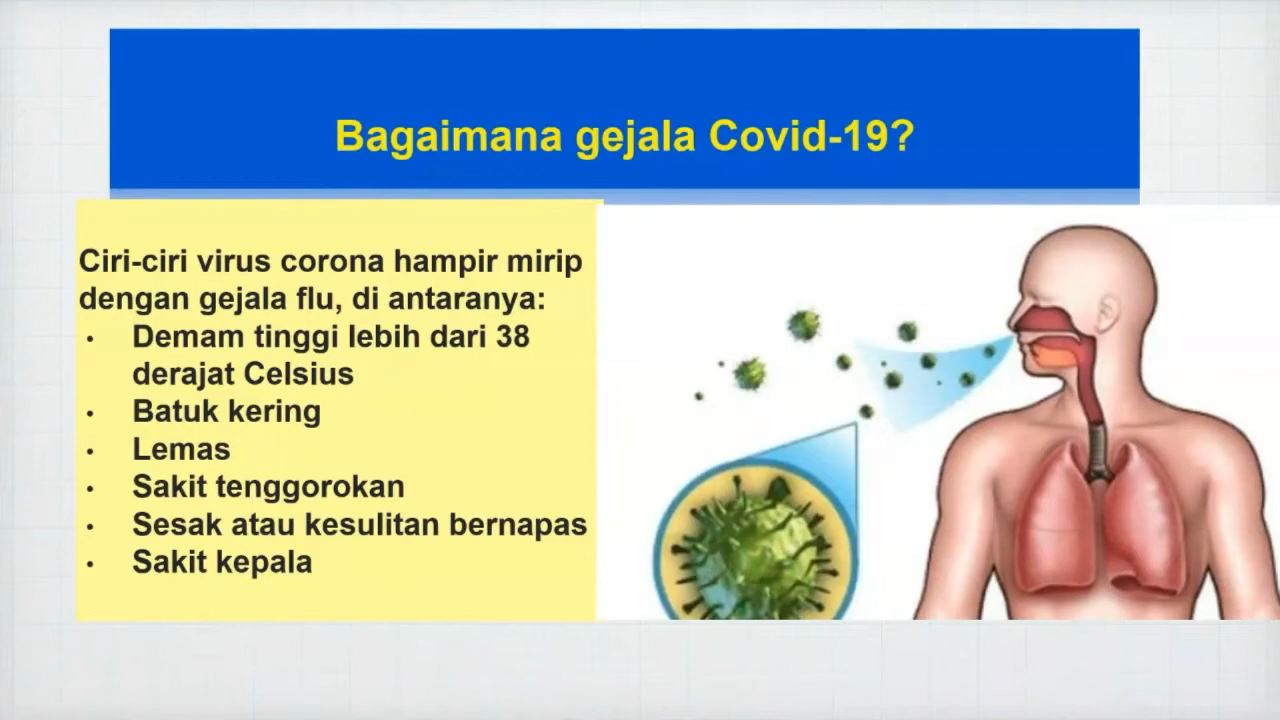 Bagaimana gejala Covid-19?
Ciri-ciri virus corona hampir mirip
dengan gejala flu, di antaranya:
• Demam tinggi lebih dari 38
derajat Celsius
• Batuk kering
• Lemas
• Sakit tenggorokan
• Sesak atau kesulitan bernapas
• Sakit kepala